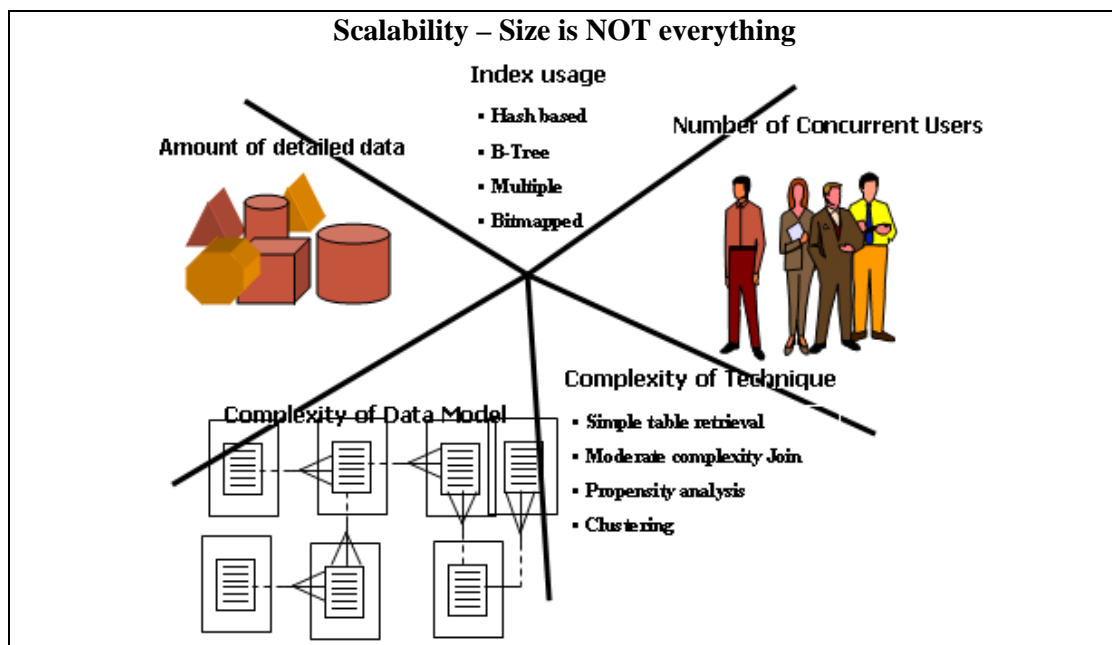 Scalability – Size is NOT everything
Index usage
▪ Hash based
▪ B-Tree
▪ Multiple
▪ Bitmapped
Amount of detailed data
Number of Concurrent Users
Complexity of Technique
▪ Simple table retrieval
▪ Moderate complexity Join
▪ Propensity analysis
▪ Clustering
Complexity of Data Model